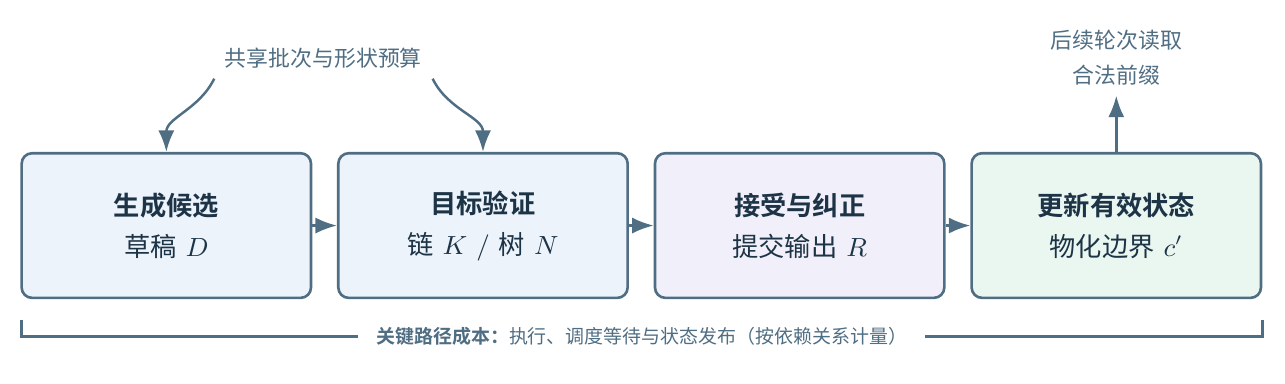 共享批次与形状预算
后续轮次读取
合法前缀
生成候选
草稿 D
目标验证
链 K / 树 N
接受与纠正
提交输出 R
更新有效状态
物化边界 c′
关键路径成本：执行、调度等待与状态发布（按依赖关系计量）